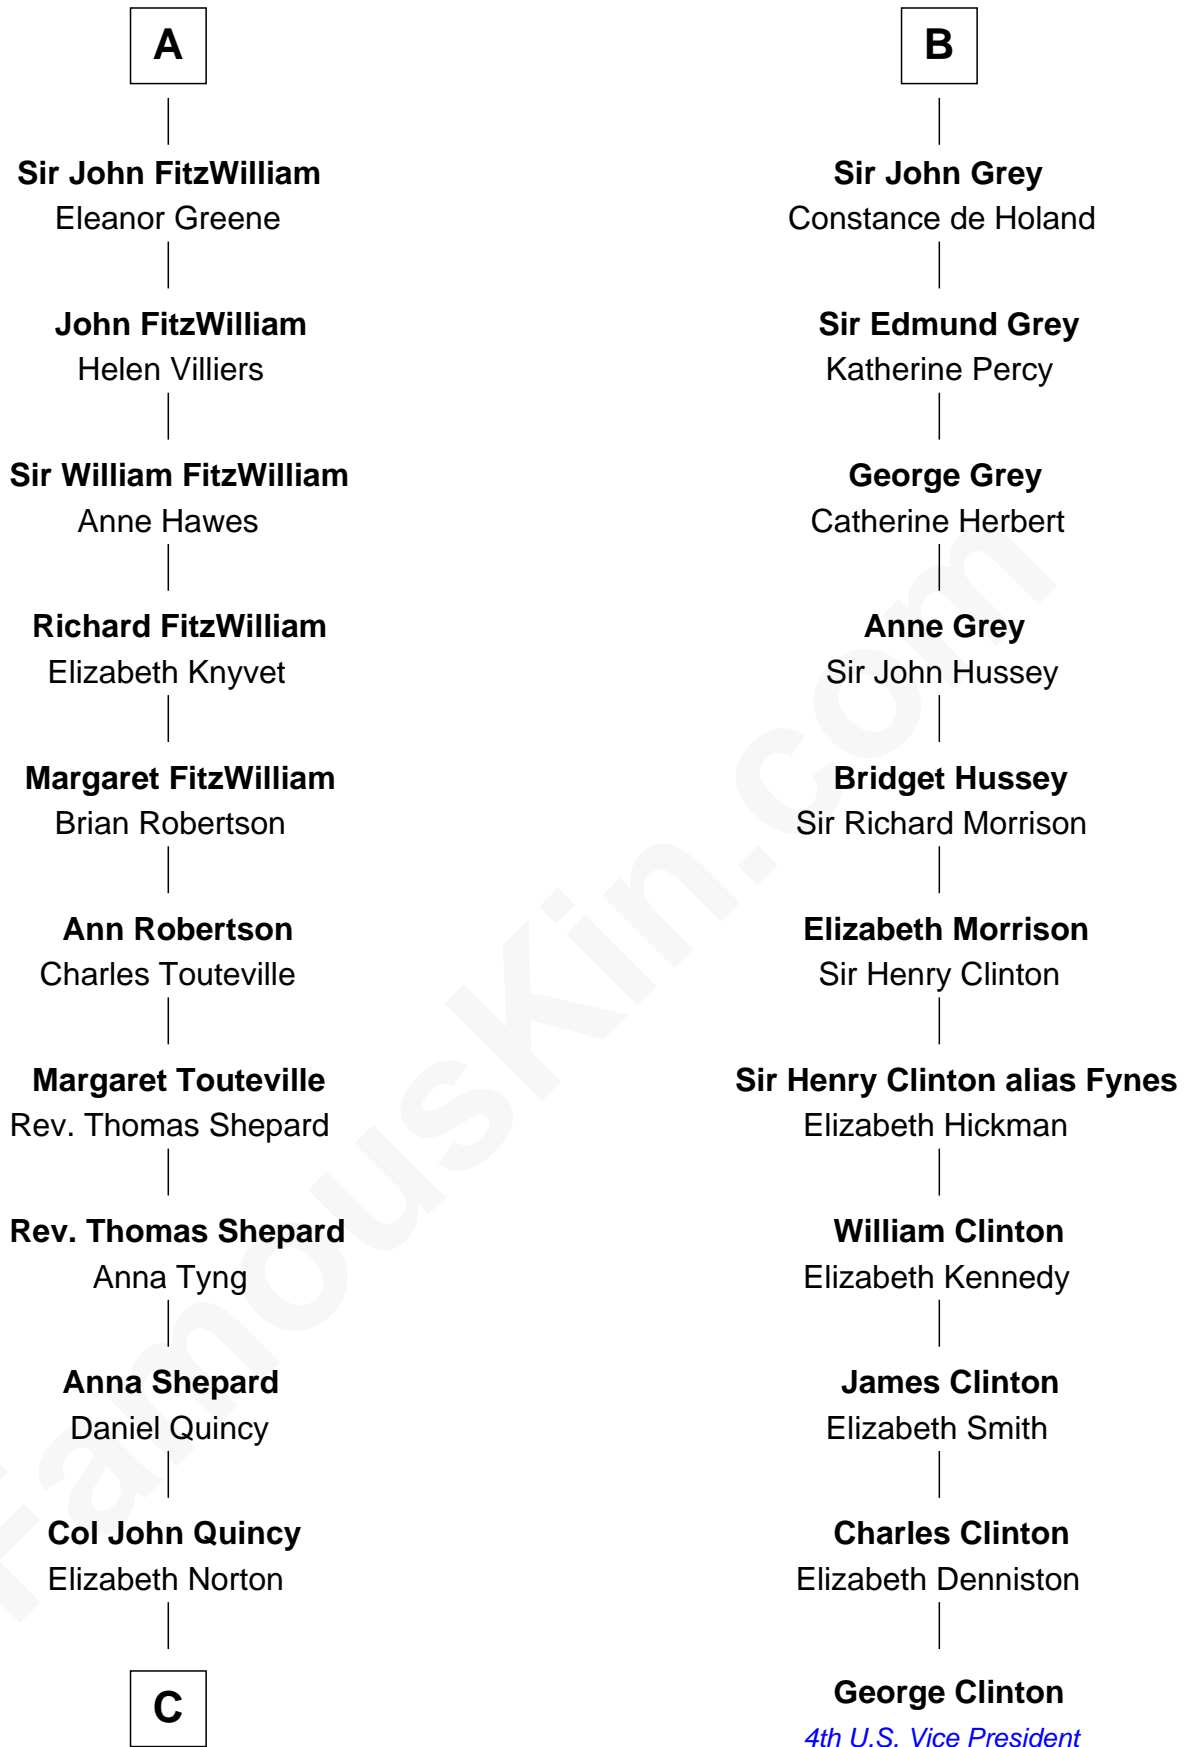 A
Sir John FitzWilliam
Eleanor Greene
John FitzWilliam
Helen Villiers
Sir William FitzWilliam
Anne Hawes
Richard FitzWilliam
Elizabeth Knyvet
Margaret FitzWilliam
Brian Robertson
Ann Robertson
Charles Touteville
Margaret Touteville
Rev. Thomas Shepard
Rev. Thomas Shepard
Anna Tyng
Anna Shepard
Daniel Quincy
Col John Quincy
Elizabeth Norton
C
B
Sir John Grey
Constance de Holand
Sir Edmund Grey
Katherine Percy
George Grey
Catherine Herbert
Anne Grey
Sir John Hussey
Bridget Hussey
Sir Richard Morrison
Elizabeth Morrison
Sir Henry Clinton
Sir Henry Clinton alias Fynes
Elizabeth Hickman
William Clinton
Elizabeth Kennedy
James Clinton
Elizabeth Smith
Charles Clinton
Elizabeth Denniston
George Clinton
4th U.S. Vice President
FamousKin.com